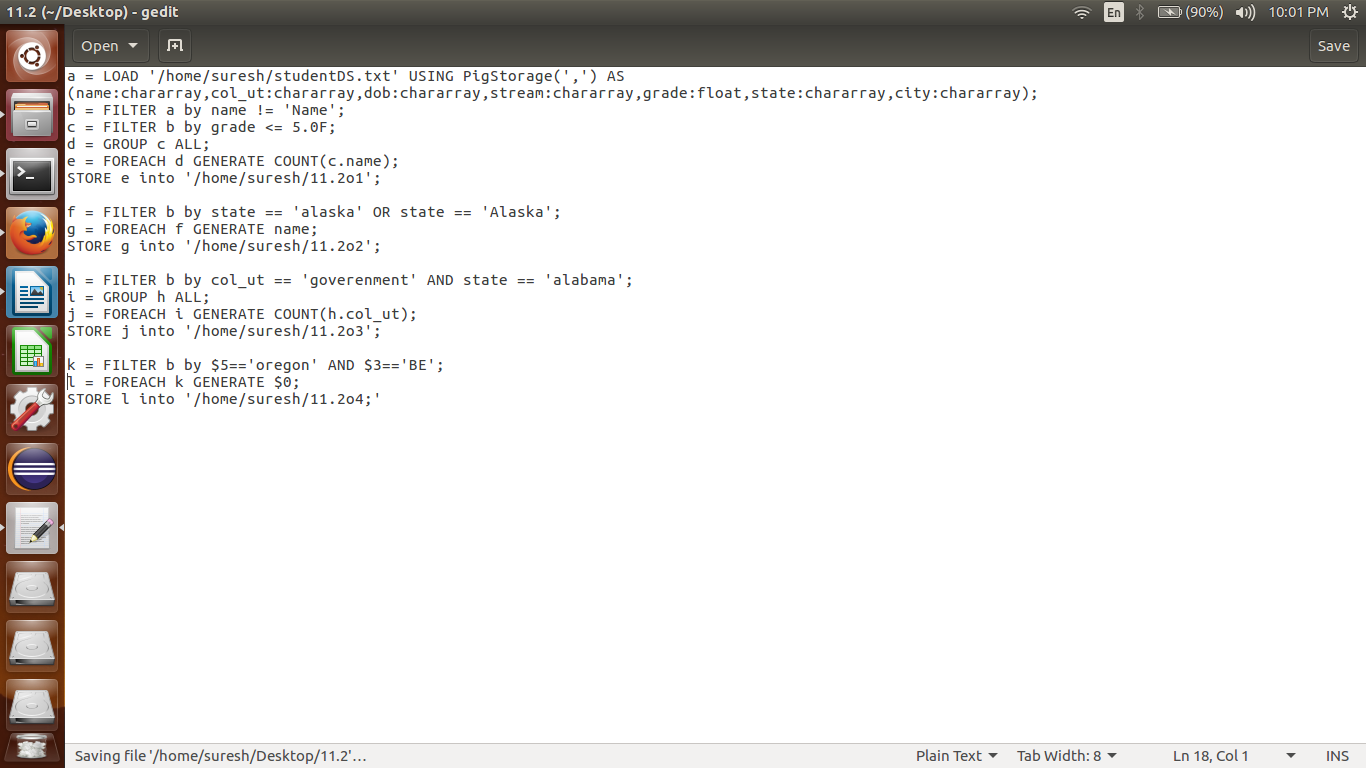 11.2 (~/Desktop) - gedit
En
(90%)
10:01 PM
Open
Save
a = LOAD '/home/suresh/studentDS.txt' USING PigStorage(',') AS
(name:chararray,col_ut:chararray,dob:chararray,stream:chararray,grade:float,state:chararray,city:chararray);
b = FILTER a by name != 'Name';
c = FILTER b by grade <= 5.0F;
d = GROUP c ALL;
e = FOREACH d GENERATE COUNT(c.name);
STORE e into '/home/suresh/11.2o1';
f = FILTER b by state == 'alaska' OR state == 'Alaska';
g = FOREACH f GENERATE name;
STORE g into '/home/suresh/11.2o2';
h = FILTER b by col_ut == 'goverenment' AND state == 'alabama';
i = GROUP h ALL;
j = FOREACH i GENERATE COUNT(h.col_ut);
STORE j into '/home/suresh/11.2o3';
k = FILTER b by $5=='oregon' AND $3=='BE';
l = FOREACH k GENERATE $0;
STORE l into '/home/suresh/11.2o4;'
Saving file '/home/suresh/Desktop/11.2'…
Plain Text
Tab Width: 8
Ln 18, Col 1
INS